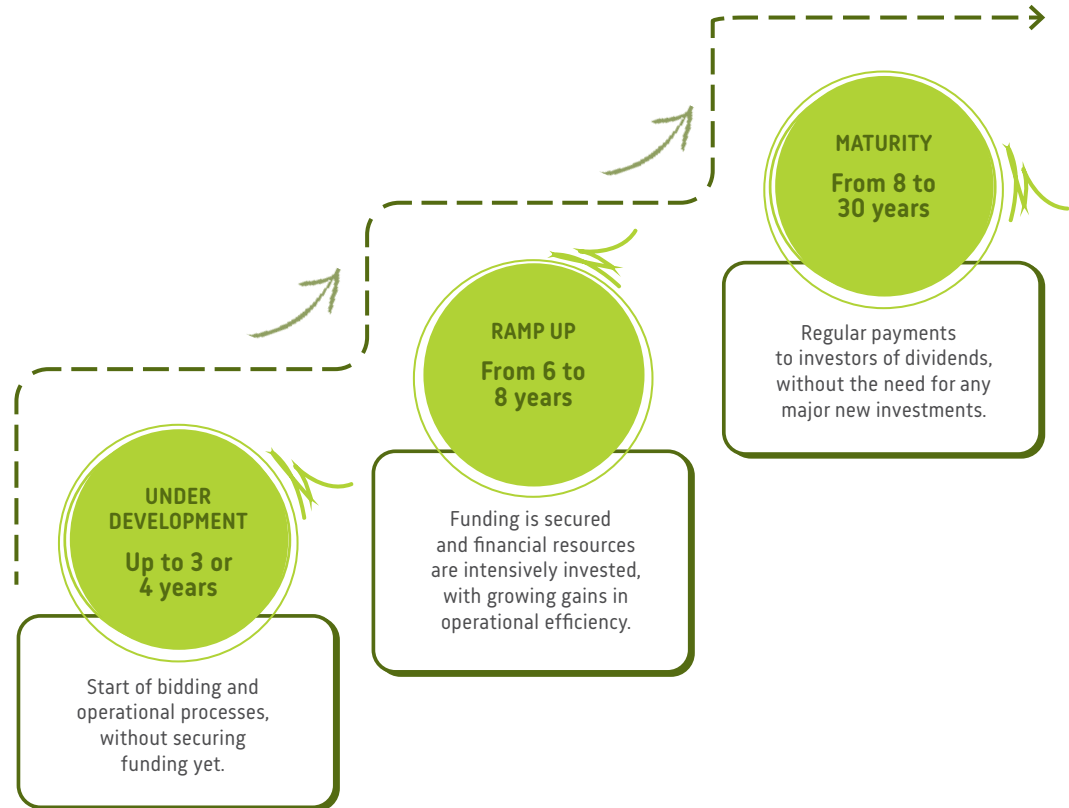 UNDER
DEVELOPMENT
Up to 3 or
4 years
Start of bidding and
operational processes,
without securing
funding yet.
RAMP UP
From 6 to
8 years
Funding is secured
and financial resources
are intensively invested,
with growing gains in
operational efficiency.
MATURITY
From 8 to
30 years
Regular payments
to investors of dividends,
without the need for any
major new investments.